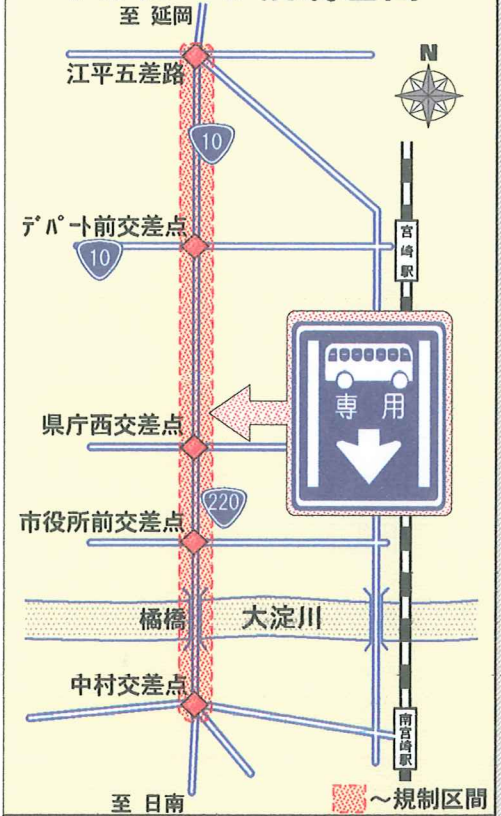 至 延岡
江平五差路
N
10
デパート前交差点
10
宮崎駅
専用
県庁西交差点
220
市役所前交差点
橘橋
大淀川
中村交差点
南宮崎駅
至 日南
～規制区間